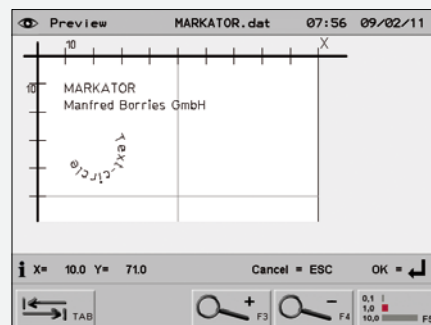 Preview MARKATOR.dat 07:56 09/02/11
10 X
10
MARKATOR
Manfred Borries GmbH
Text-circle
i X= 10.0 Y= 71.0 Cancel = ESC OK =
TAB F3 F4 F5
+ -
0,1
1,0
10,0